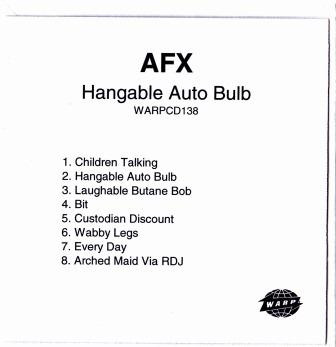 AFX
Hangable Auto Bulb
WARPCD138
1. Children Talking
2. Hangable Auto Bulb
3. Laughable Butane Bob
4. Bit
5. Custodian Discount
6. Wabby Legs
7. Every Day
8. Arched Maid Via RDJ
WARP